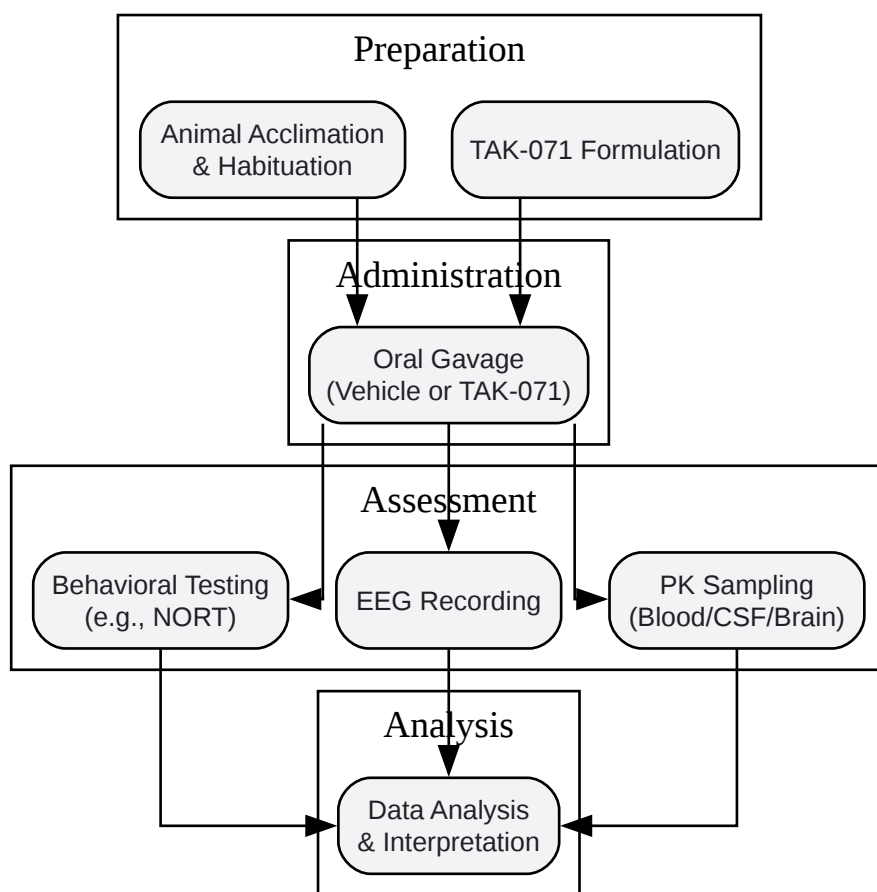 Preparation
Animal Acclimation
& Habituation
TAK-071 Formulation
Administration
Oral Gavage
(Vehicle or TAK-071)
Assessment
Behavioral Testing
(e.g., NORT)
EEG Recording
PK Sampling
(Blood/CSF/Brain)
Analysis
Data Analysis
& Interpretation